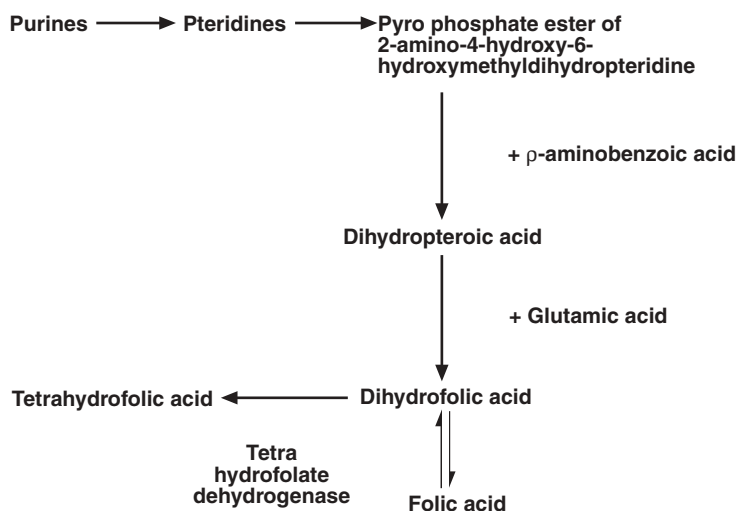 Purines
Pteridines
Pyro phosphate ester of
2-amino-4-hydroxy-6-
hydroxymethyldihydropteridine
+ ρ-aminobenzoic acid
Dihydropteroic acid
+ Glutamic acid
Tetrahydrofolic acid
Dihydrofolic acid
Tetra
hydrofolate
dehydrogenase
Folic acid